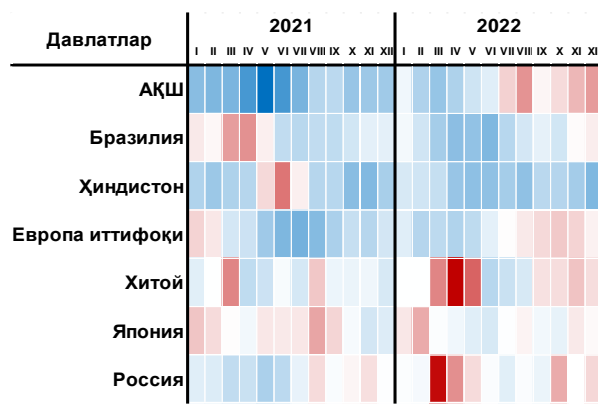 Давлатлар 2021 2022
I II III IV V VI VII VIII IX X XI XII I II III IV V VI VII VIII IX X XI XI
АҚШ
Бразилия
Ҳиндистон
Европа иттифоқи
Хитой
Япония
Россия